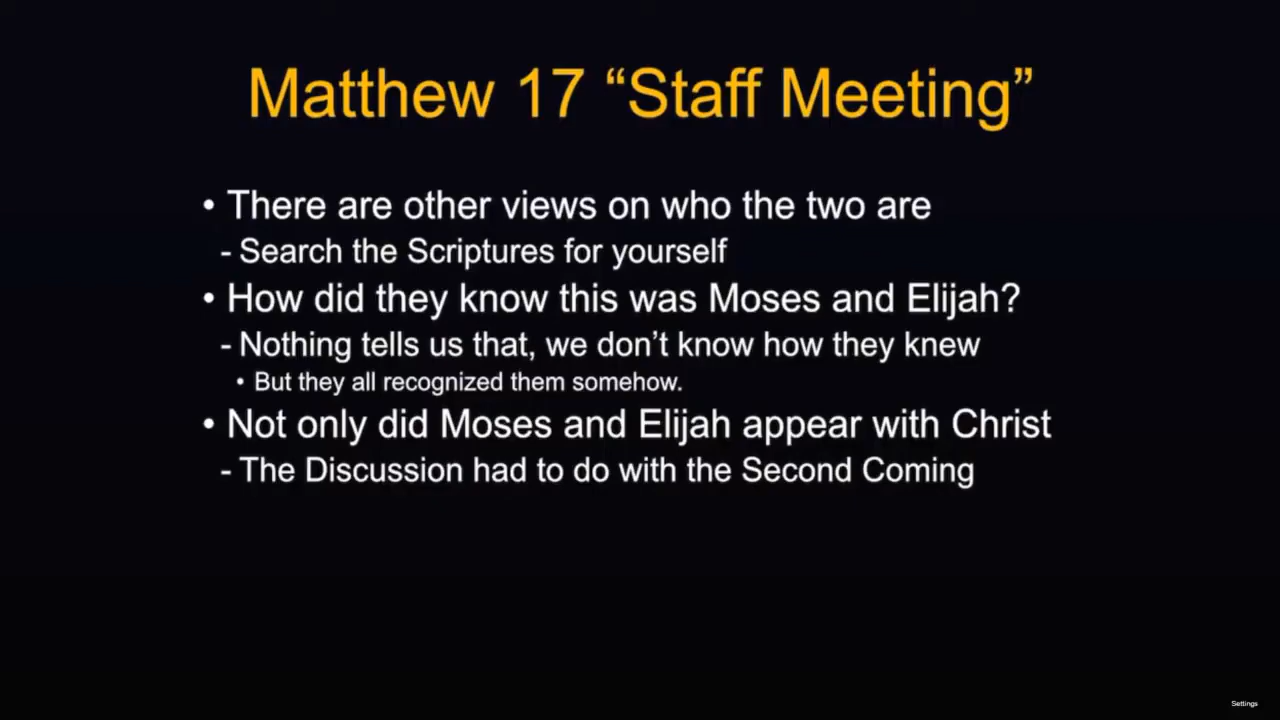 Matthew 17 “Staff Meeting”
• There are other views on who the two are
- Search the Scriptures for yourself
• How did they know this was Moses and Elijah?
- Nothing tells us that, we don’t know how they knew
• But they all recognized them somehow.
• Not only did Moses and Elijah appear with Christ
- The Discussion had to do with the Second Coming
Settings